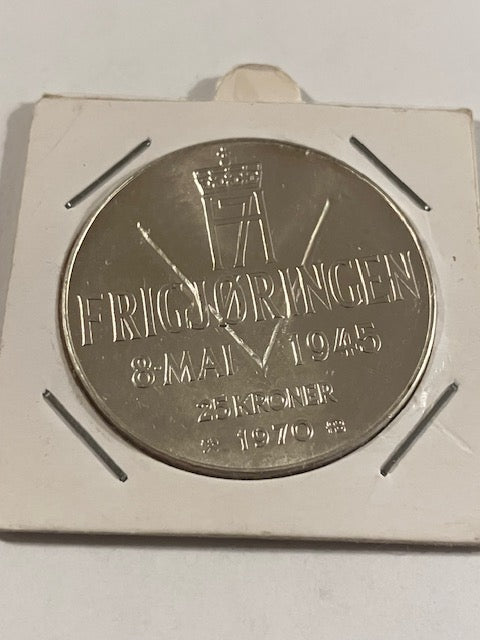 FRIGJØRINGEN
8·MAI 1945
25 KRONER
1970